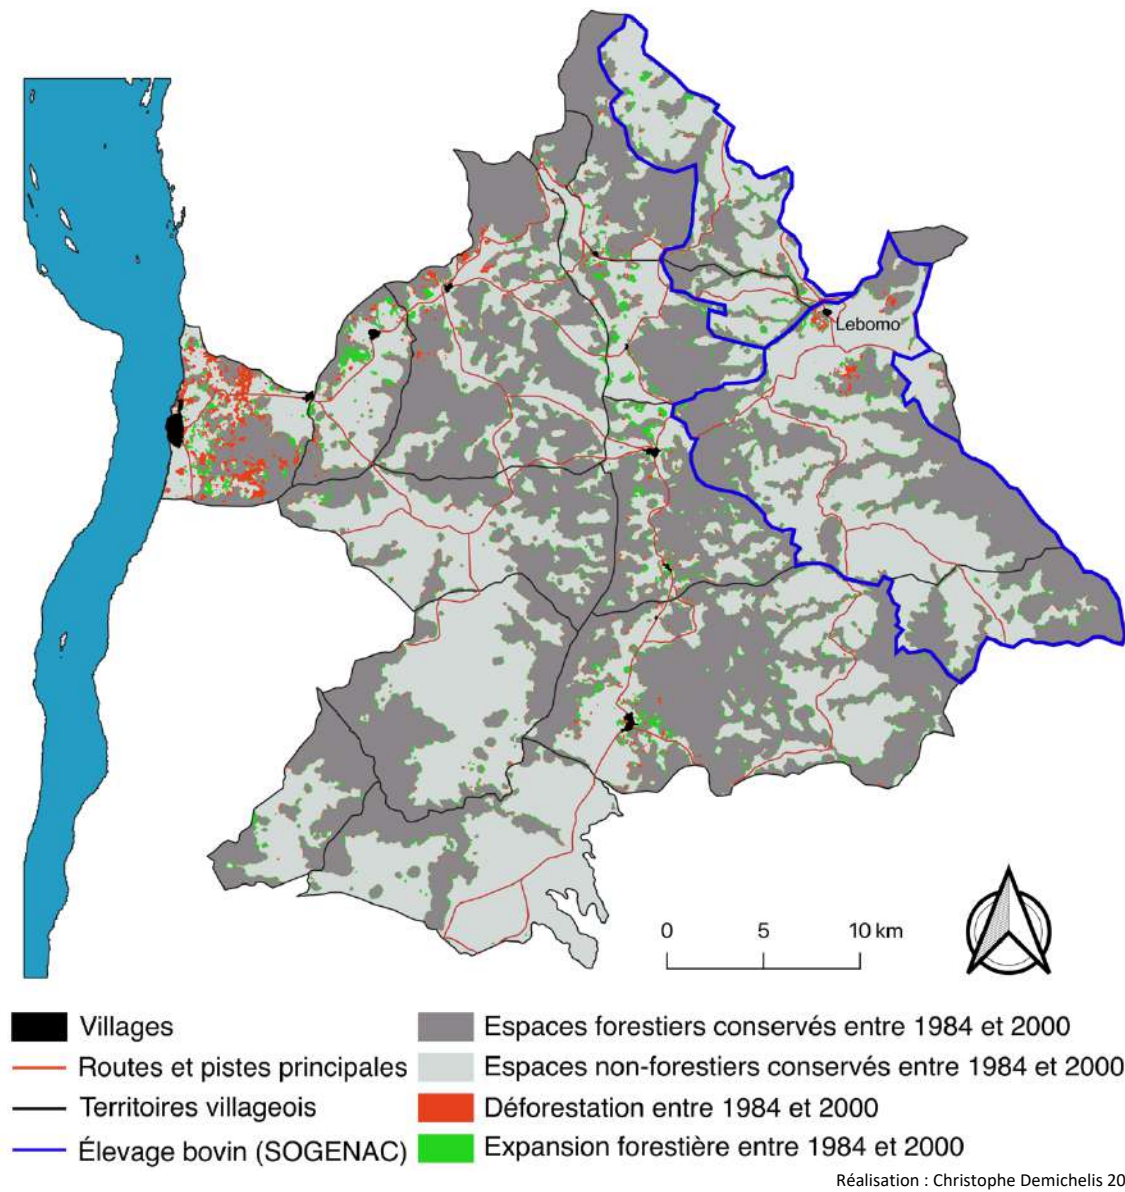 Lebomo
0 5 10 km
Villages
Routes et pistes principales
Territoires villageois
Élevage bovin (SOGENAC)
Espaces forestiers conservés entre 1984 et 2000
Espaces non-forestiers conservés entre 1984 et 2000
Déforestation entre 1984 et 2000
Expansion forestière entre 1984 et 2000
Réalisation : Christophe Demichelis 20